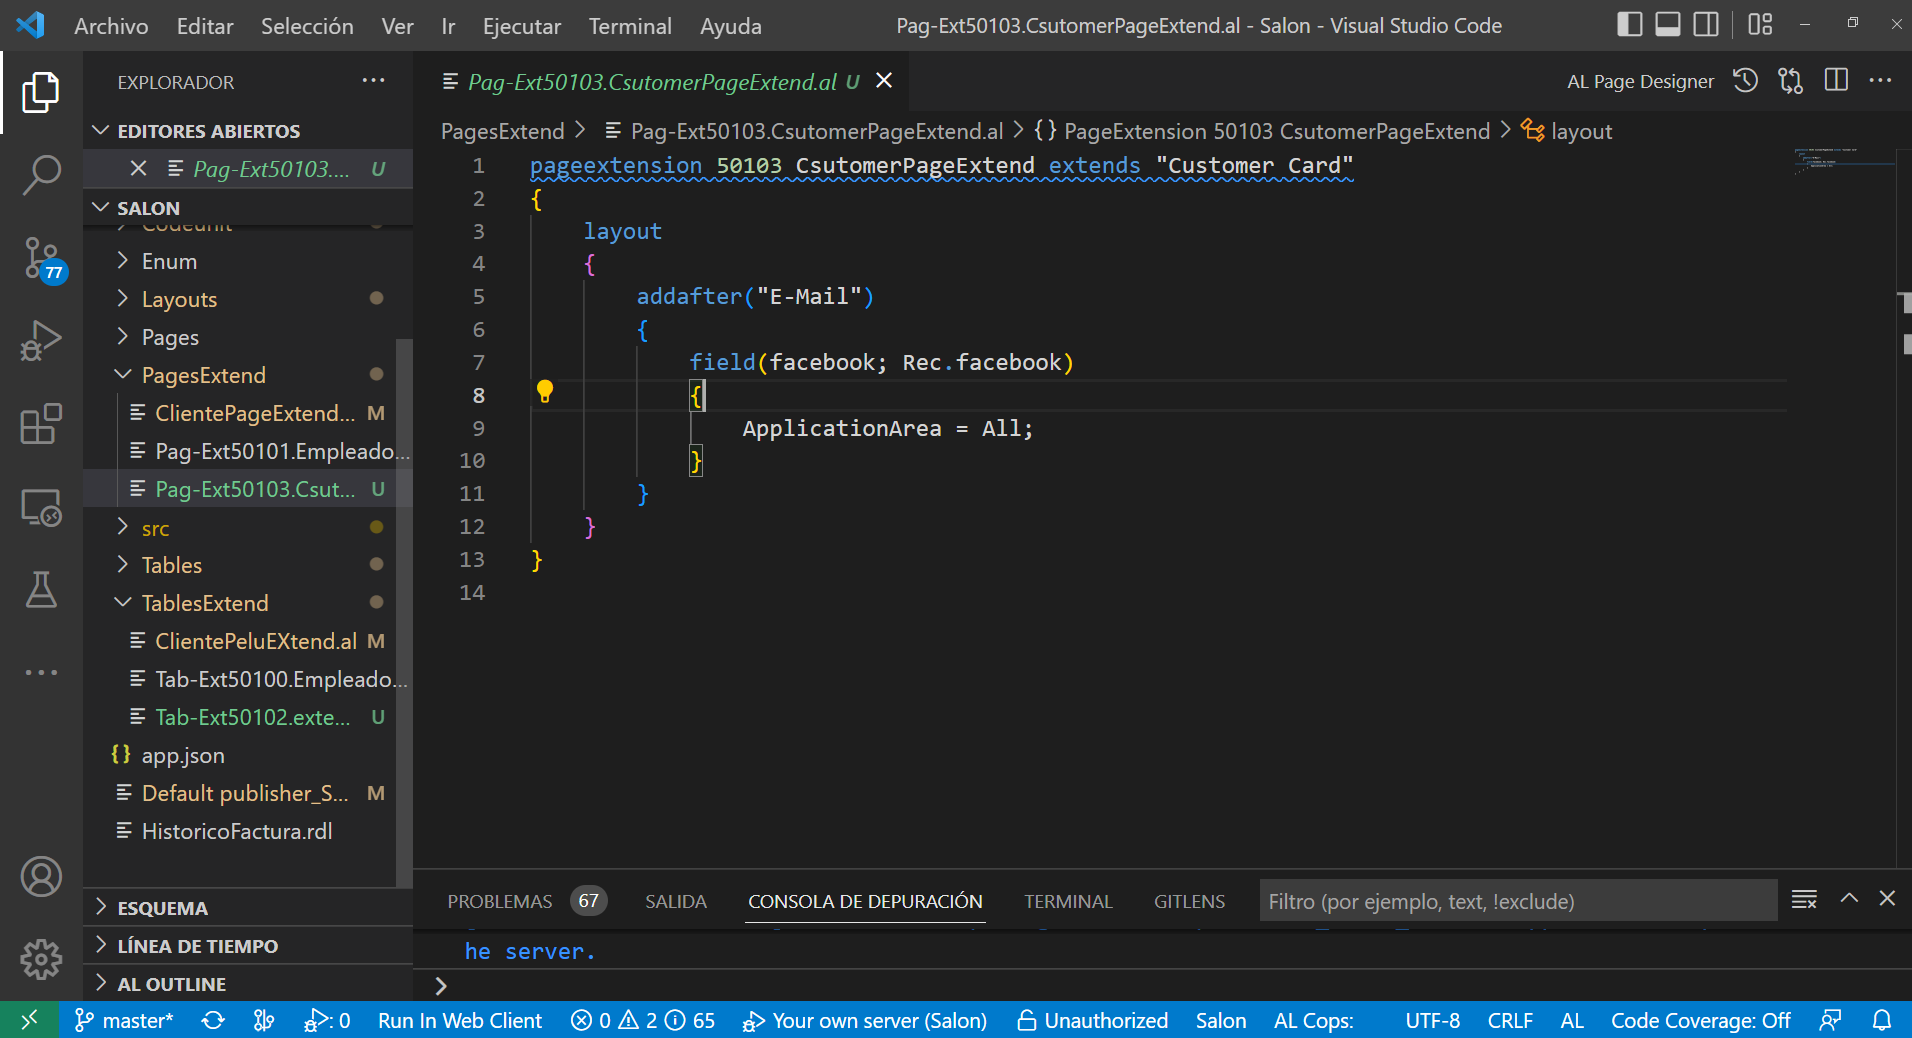 Archivo Editar Selección Ver Ir Ejecutar Terminal Ayuda Pag-Ext50103.CsutomerPageExtend.al - Salon - Visual Studio Code
EXPLORADOR ···
EDITORES ABIERTOS
Pag-Ext50103.... U
SALON
Codeunit
Enum
Layouts
Pages
PagesExtend
ClientePageExtend... M
Pag-Ext50101.Empleado...
Pag-Ext50103.Csut... U
src
Tables
TablesExtend
ClientePeluEXtend.al M
Tab-Ext50100.Empleado...
Tab-Ext50102.exte... U
{} app.json
Default publisher_S... M
HistoricoFactura.rdl
ESQUEMA
LÍNEA DE TIEMPO
AL OUTLINE
77
Pag-Ext50103.CsutomerPageExtend.al U
AL Page Designer
PagesExtend > Pag-Ext50103.CsutomerPageExtend.al > {} PageExtension 50103 CsutomerPageExtend > layout
1 pageextension 50103 CsutomerPageExtend extends "Customer Card"
2 {
3 layout
4 {
5 addafter("E-Mail")
6 {
7 field(facebook; Rec.facebook)
8 {
9 ApplicationArea = All;
10 }
11 }
12 }
13 }
14
PROBLEMAS 67 SALIDA CONSOLA DE DEPURACIÓN TERMINAL GITLENS Filtro (por ejemplo, text, !exclude)
he server.
>
master* : 0 Run In Web Client 0 2 65 Your own server (Salon) Unauthorized Salon AL Cops: UTF-8 CRLF AL Code Coverage: Off